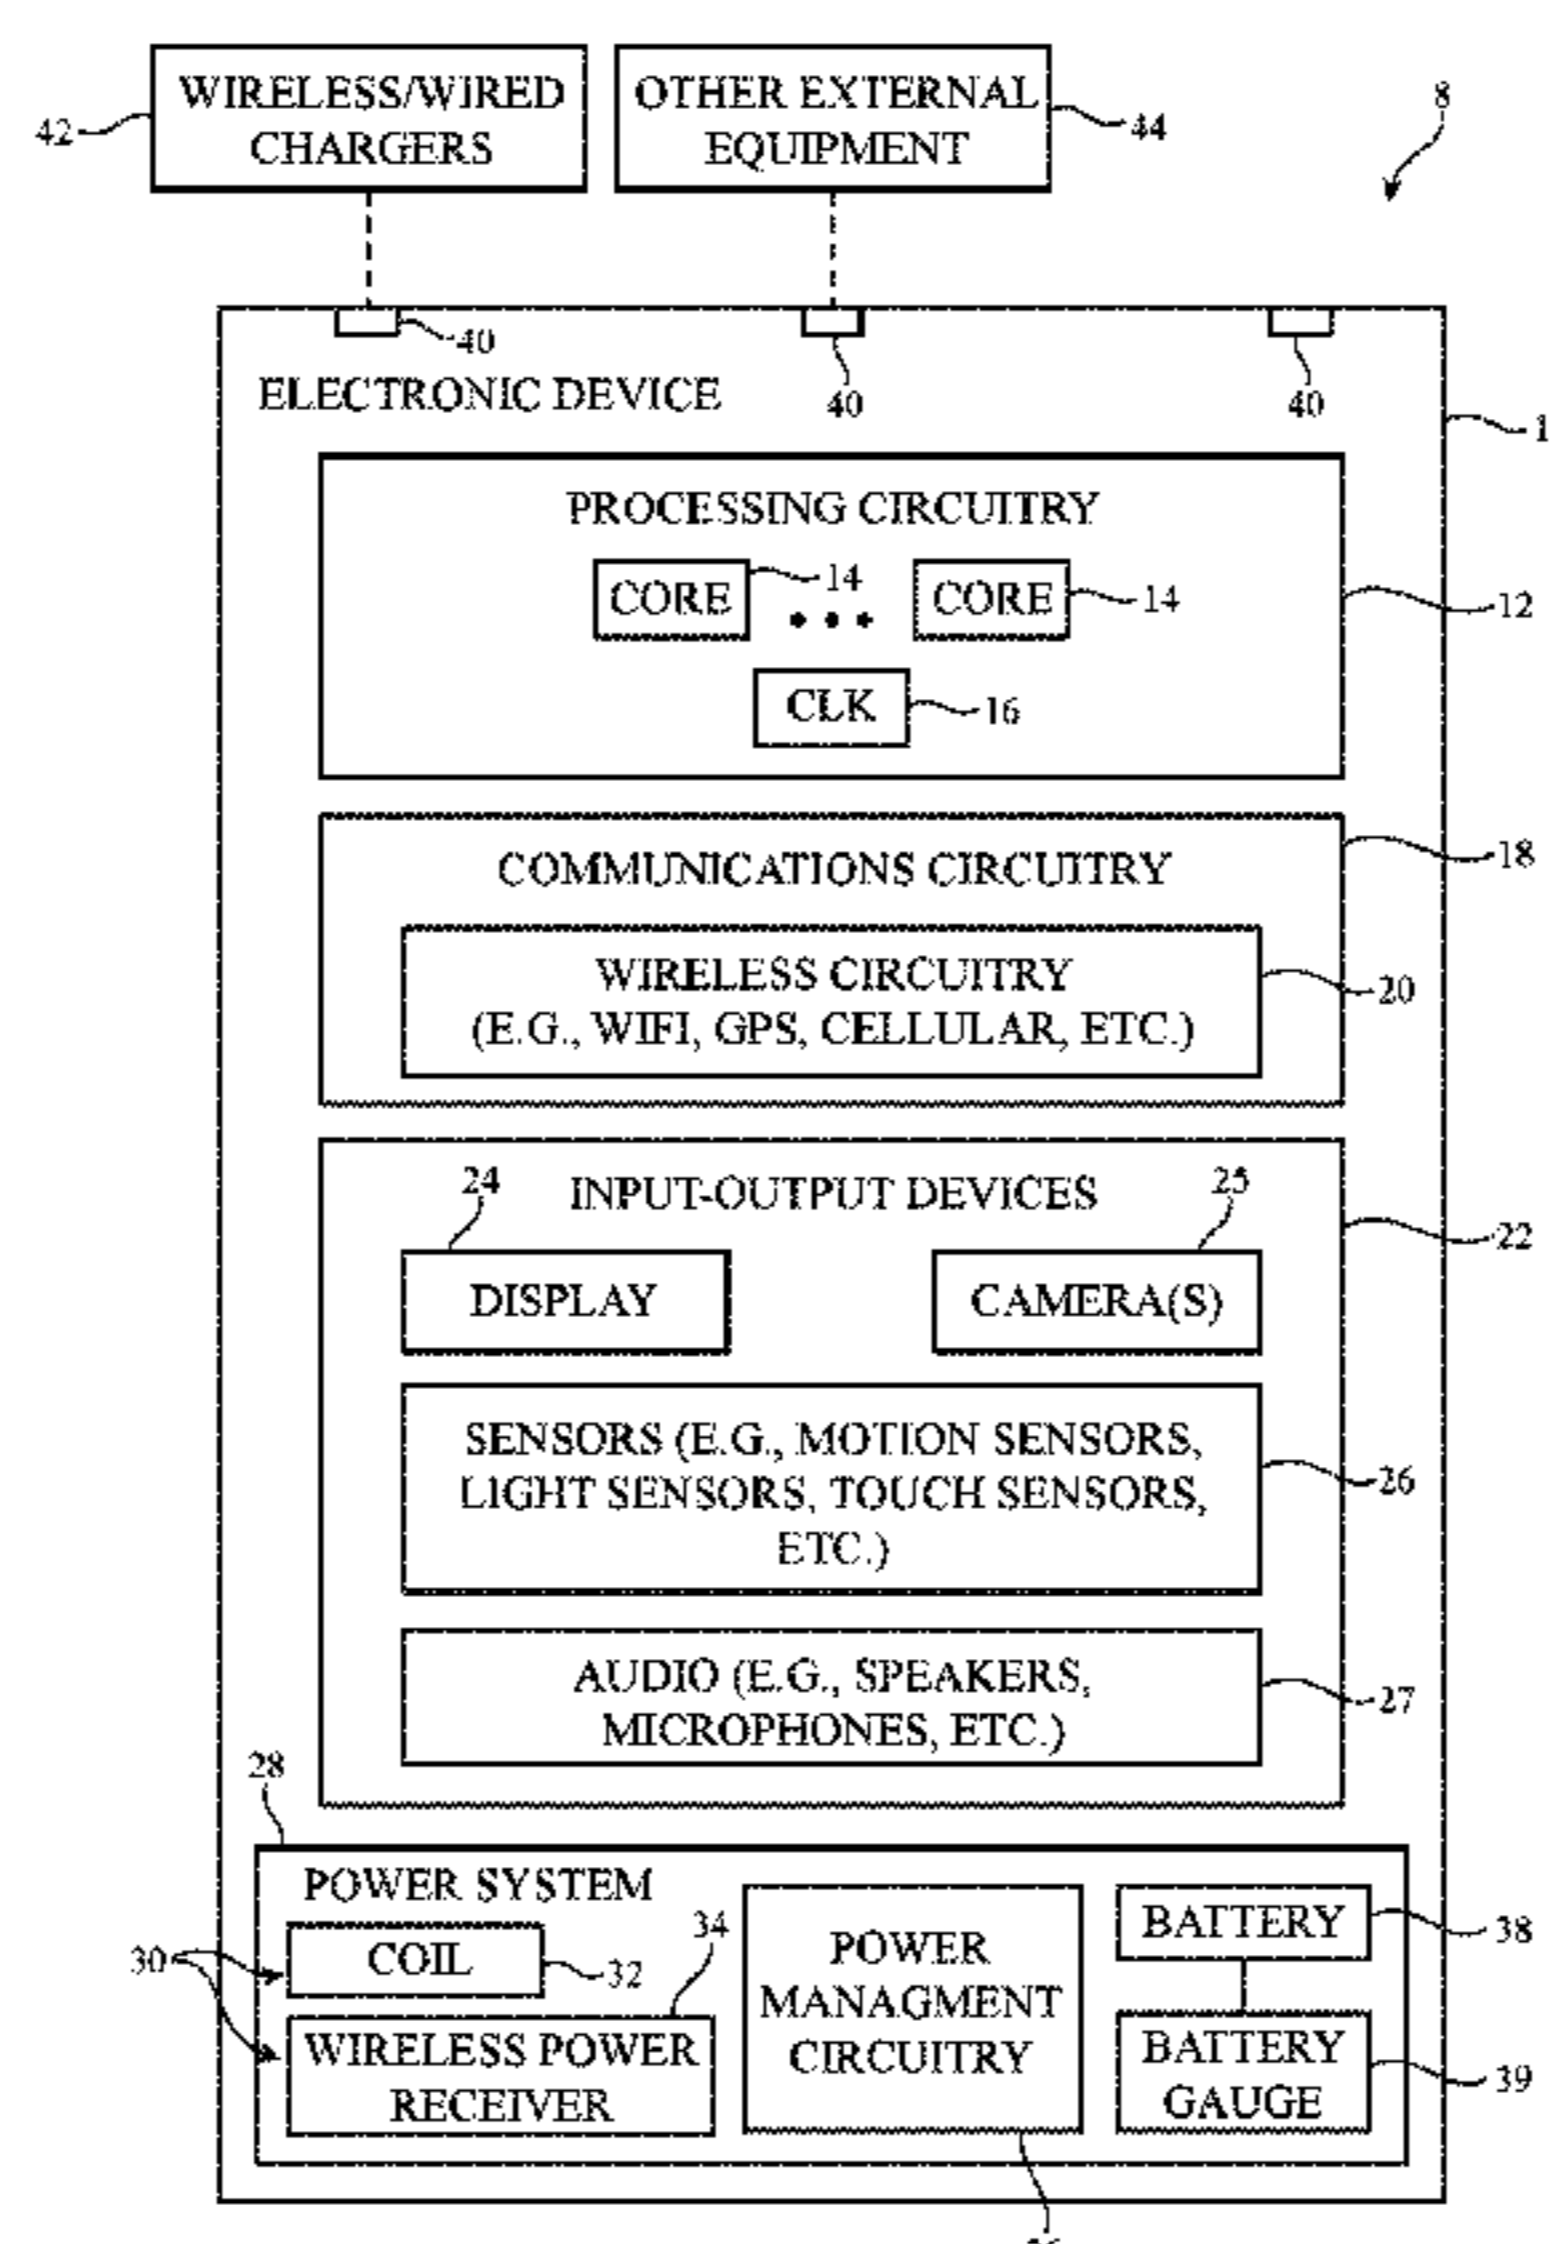 WIRELESS/WIRED
CHARGERS
42
OTHER EXTERNAL
EQUIPMENT
44
8
40
40
40
ELECTRONIC DEVICE
1
PROCESSING CIRCUITRY
CORE
14
CORE
14
12
CLK
16
COMMUNICATIONS CIRCUITRY
18
WIRELESS CIRCUITRY
(E.G., WIFI, GPS, CELLULAR, ETC.)
20
INPUT-OUTPUT DEVICES
24
25
22
DISPLAY
CAMERA(S)
SENSORS (E.G., MOTION SENSORS,
LIGHT SENSORS, TOUCH SENSORS,
ETC.)
26
AUDIO (E.G., SPEAKERS,
MICROPHONES, ETC.)
27
28
POWER SYSTEM
30
COIL
32
34
WIRELESS POWER
RECEIVER
POWER
MANAGMENT
CIRCUITRY
BATTERY
38
BATTERY
GAUGE
39